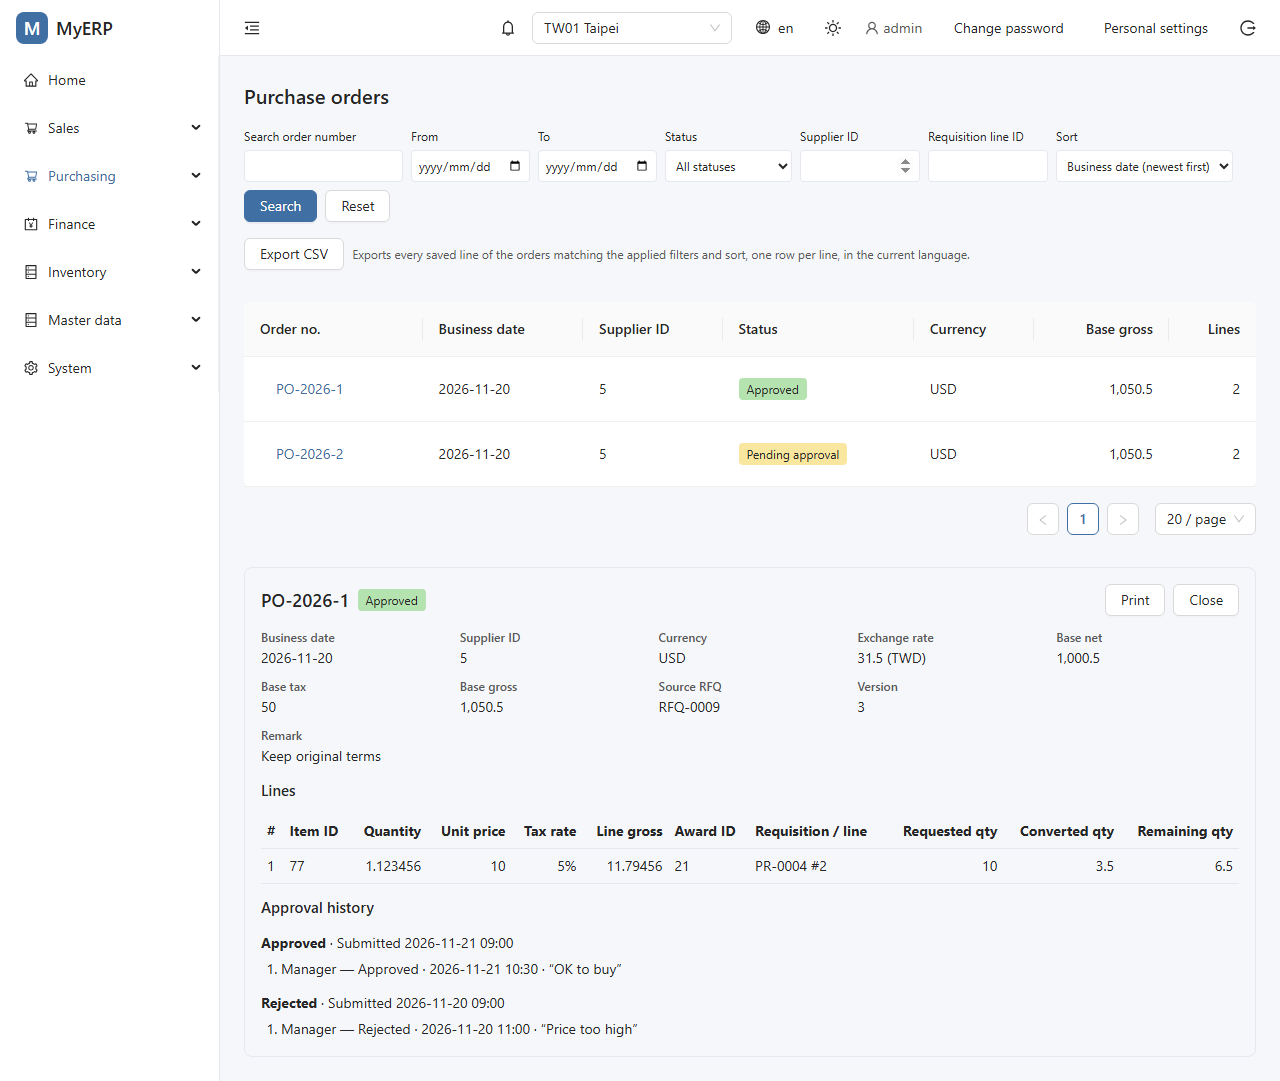 M MyERP
TW01 Taipei
en
admin
Change password
Personal settings
Home
Sales
Purchasing
Finance
Inventory
Master data
System
Purchase orders
Search order number From To Status Supplier ID Requisition line ID Sort
yyyy/mm/dd yyyy/mm/dd All statuses Business date (newest first)
Search Reset
Export CSV Exports every saved line of the orders matching the applied filters and sort, one row per line, in the current language.
Order no. Business date Supplier ID Status Currency Base gross Lines
PO-2026-1 2026-11-20 5 Approved USD 1,050.5 2
PO-2026-2 2026-11-20 5 Pending approval USD 1,050.5 2
< 1 > 20 / page
PO-2026-1 Approved Print Close
Business date Supplier ID Currency Exchange rate Base net
2026-11-20 5 USD 31.5 (TWD) 1,000.5
Base tax Base gross Source RFQ Version
50 1,050.5 RFQ-0009 3
Remark
Keep original terms
Lines
# Item ID Quantity Unit price Tax rate Line gross Award ID Requisition / line Requested qty Converted qty Remaining qty
1 77 1.123456 10 5% 11.79456 21 PR-0004 #2 10 3.5 6.5
Approval history
Approved · Submitted 2026-11-21 09:00
1. Manager — Approved · 2026-11-21 10:30 · “OK to buy”
Rejected · Submitted 2026-11-20 09:00
1. Manager — Rejected · 2026-11-20 11:00 · “Price too high”